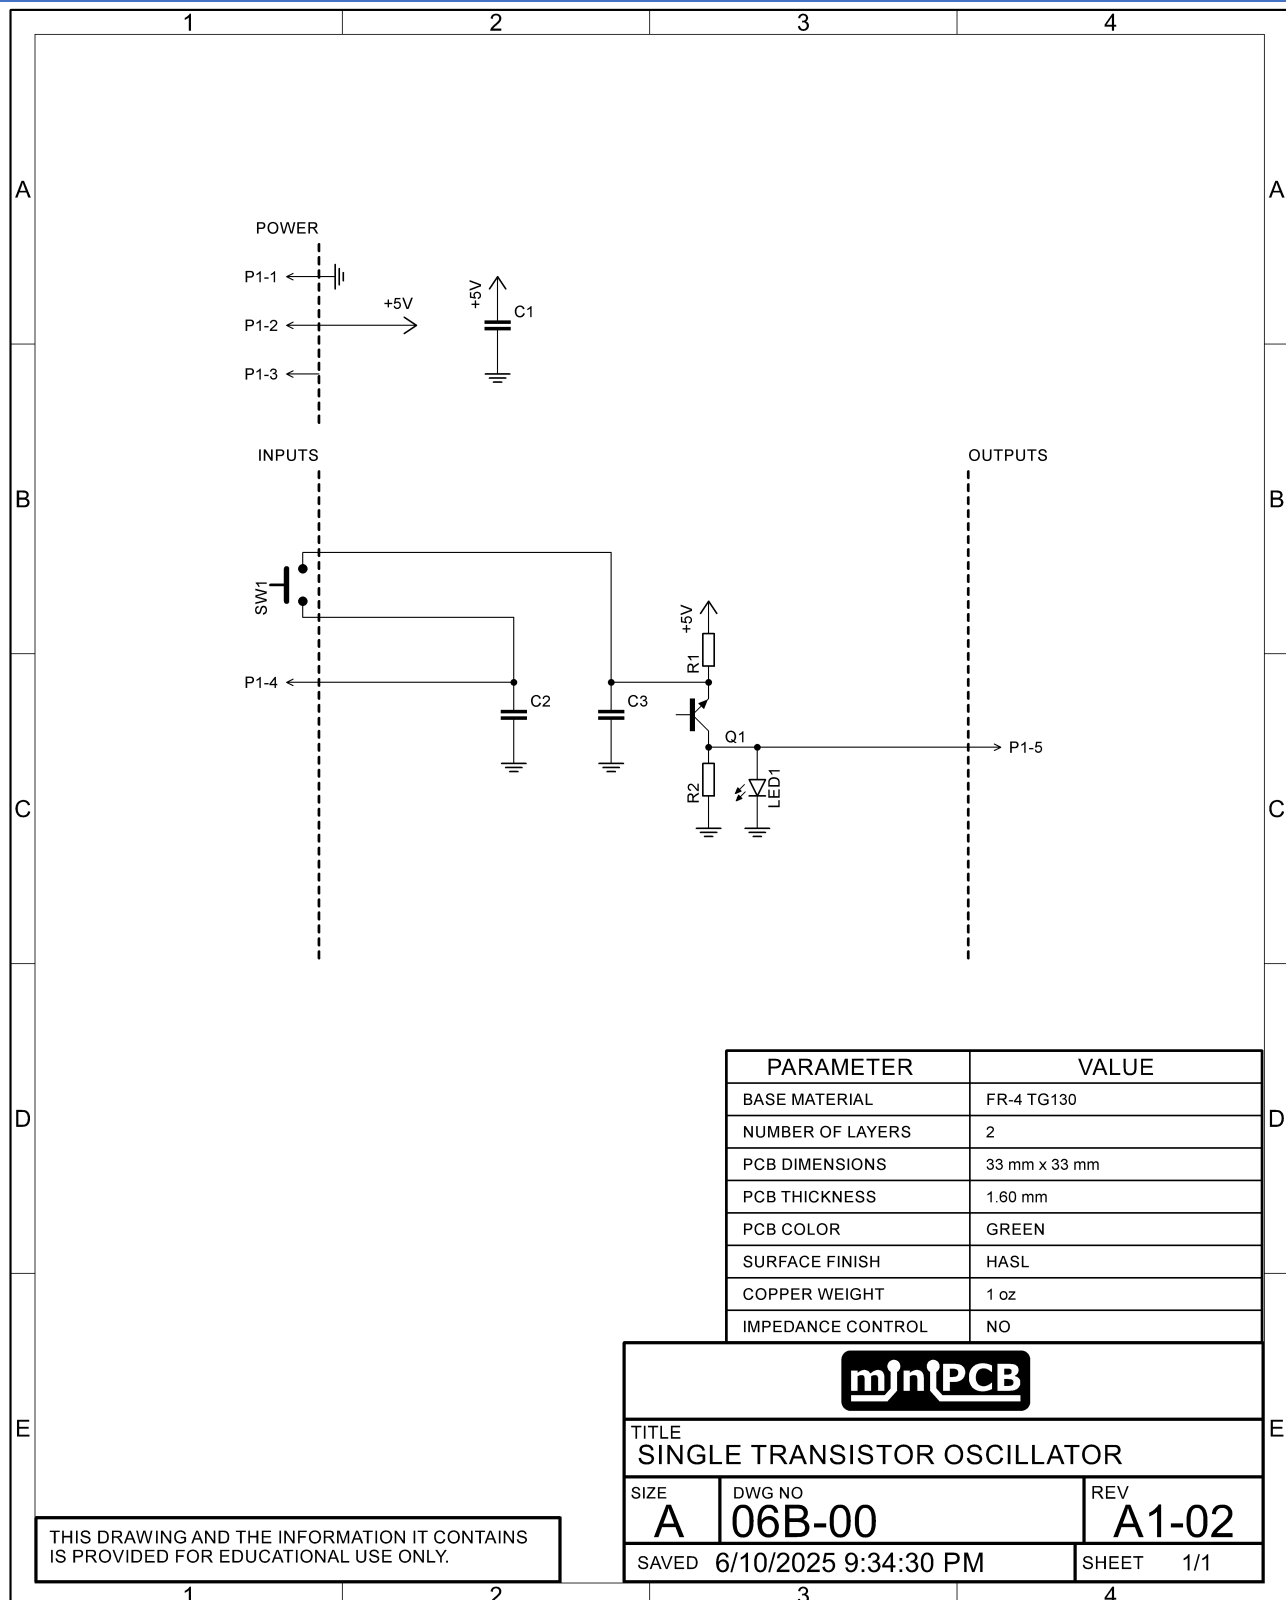 1 2 3 4
A A
POWER
P1-1
+5V
P1-2
+5V
C1
P1-3
INPUTS
OUTPUTS
B B
SW1
+5V
R1
P1-4
C2
C3
Q1
P1-5
R2
LED1
C C
PARAMETER VALUE
BASE MATERIAL FR-4 TG130
D D
NUMBER OF LAYERS 2
PCB DIMENSIONS 33 mm x 33 mm
PCB THICKNESS 1.60 mm
PCB COLOR GREEN
SURFACE FINISH HASL
COPPER WEIGHT 1 oz
IMPEDANCE CONTROL NO
miniPCB
E E
TITLE
SINGLE TRANSISTOR OSCILLATOR
SIZE DWG NO REV
A 06B-00 A1-02
SAVED 6/10/2025 9:34:30 PM SHEET 1/1
THIS DRAWING AND THE INFORMATION IT CONTAINS
IS PROVIDED FOR EDUCATIONAL USE ONLY.
1 2 3 4